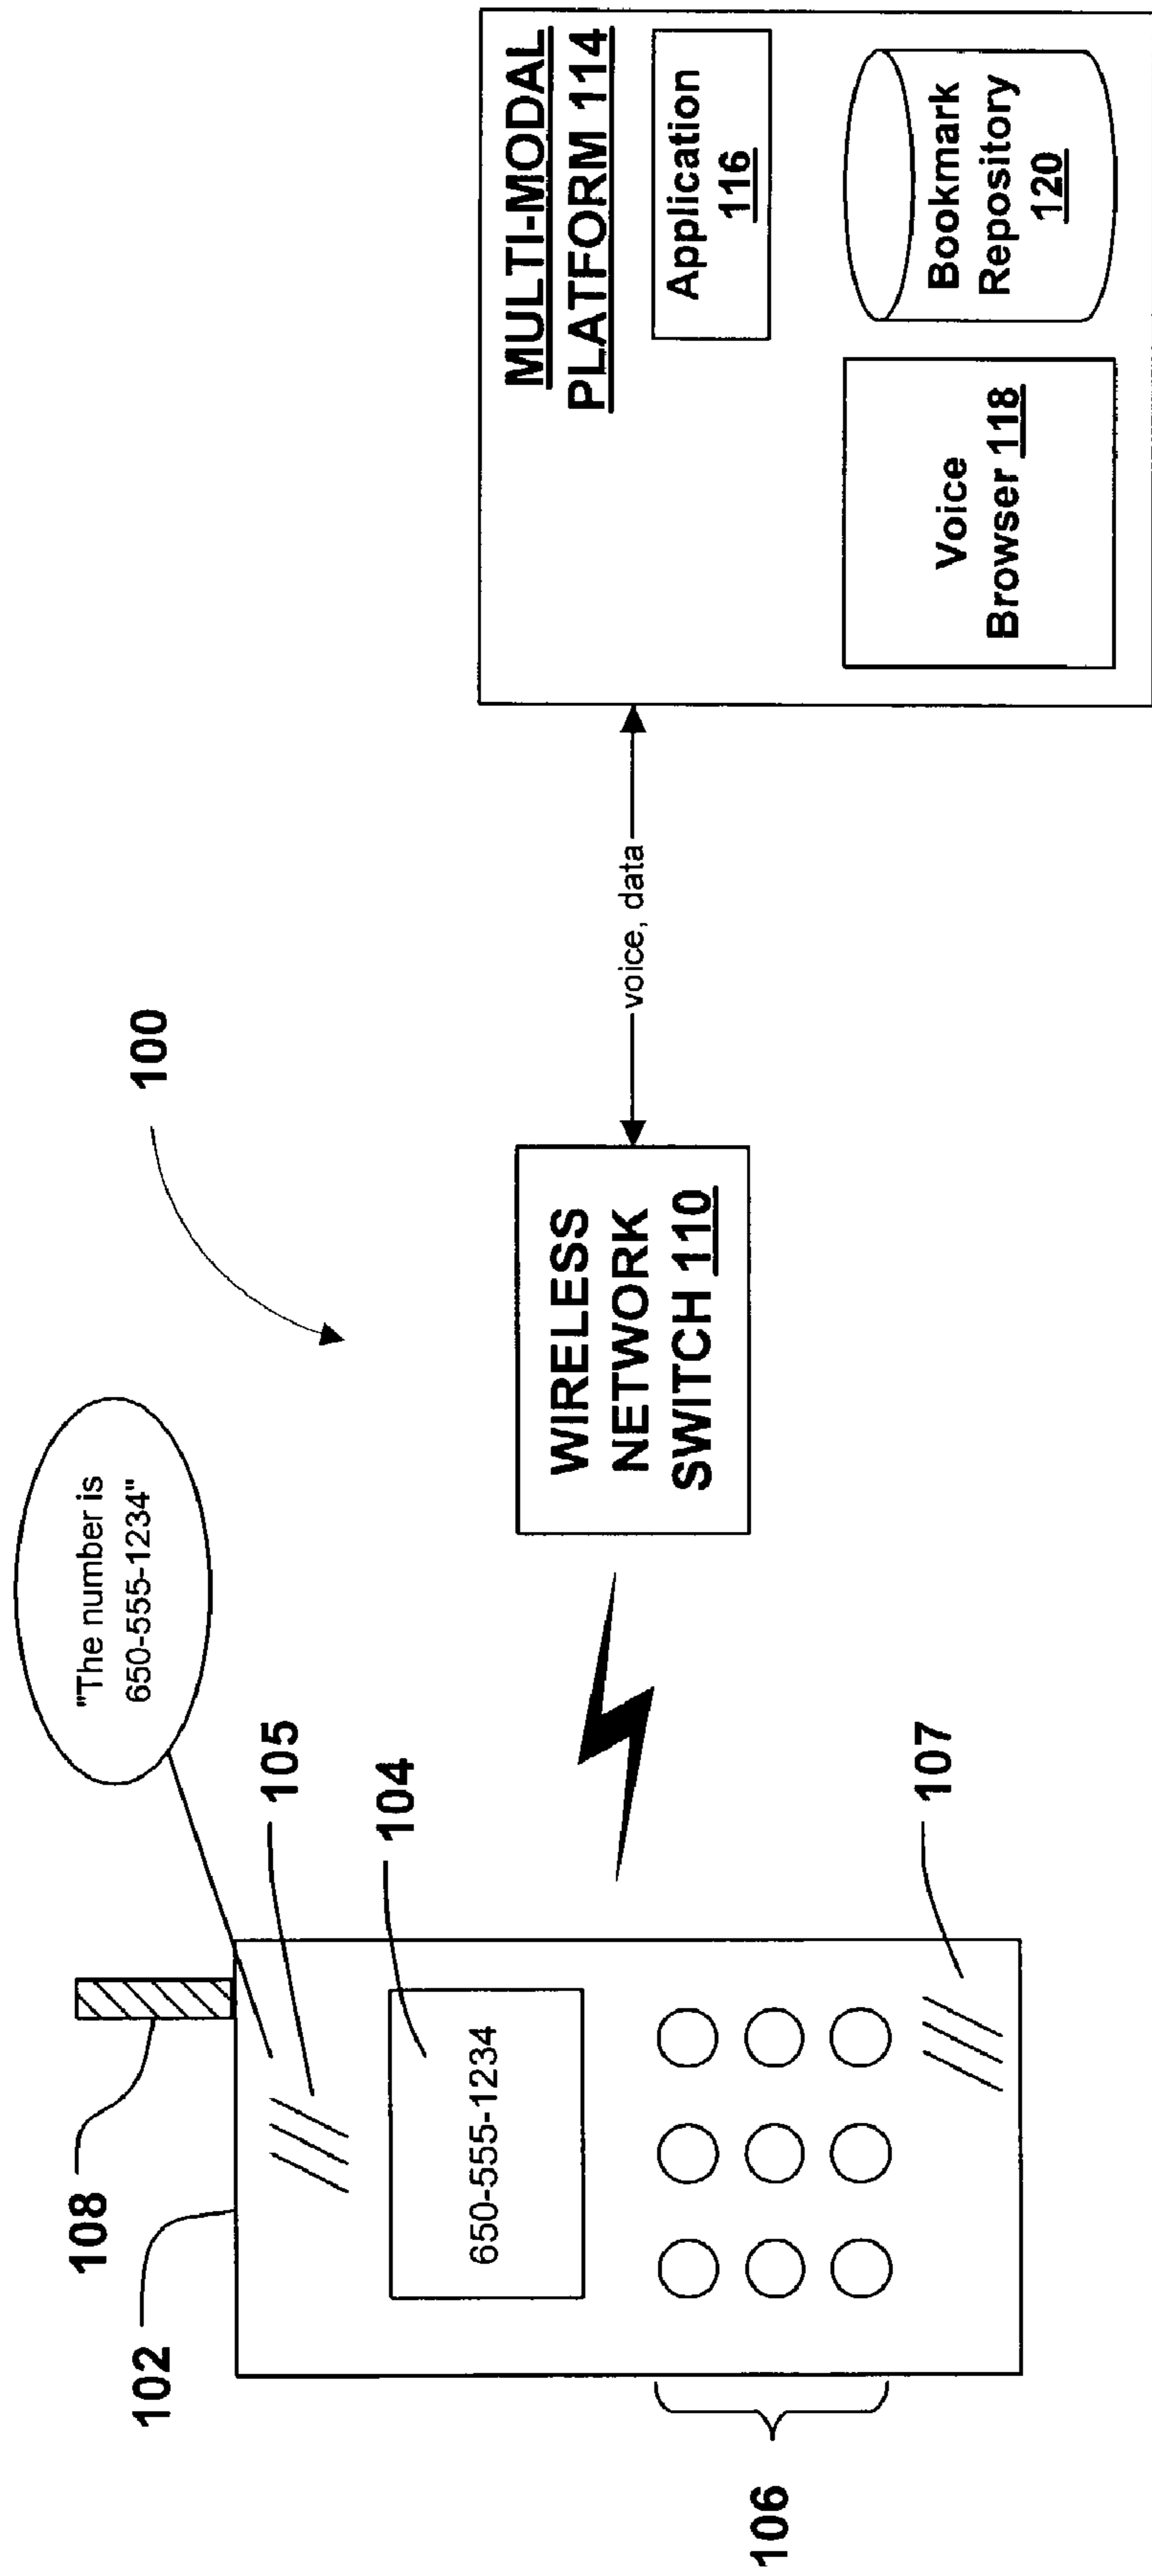 "The number is
650-555-1234"
108
102
105
104
650-555-1234
106
107
100
WIRELESS
NETWORK
SWITCH 110
voice, data
MULTI-MODAL
PLATFORM 114
Application
116
Voice
Browser 118
Bookmark
Repository
120